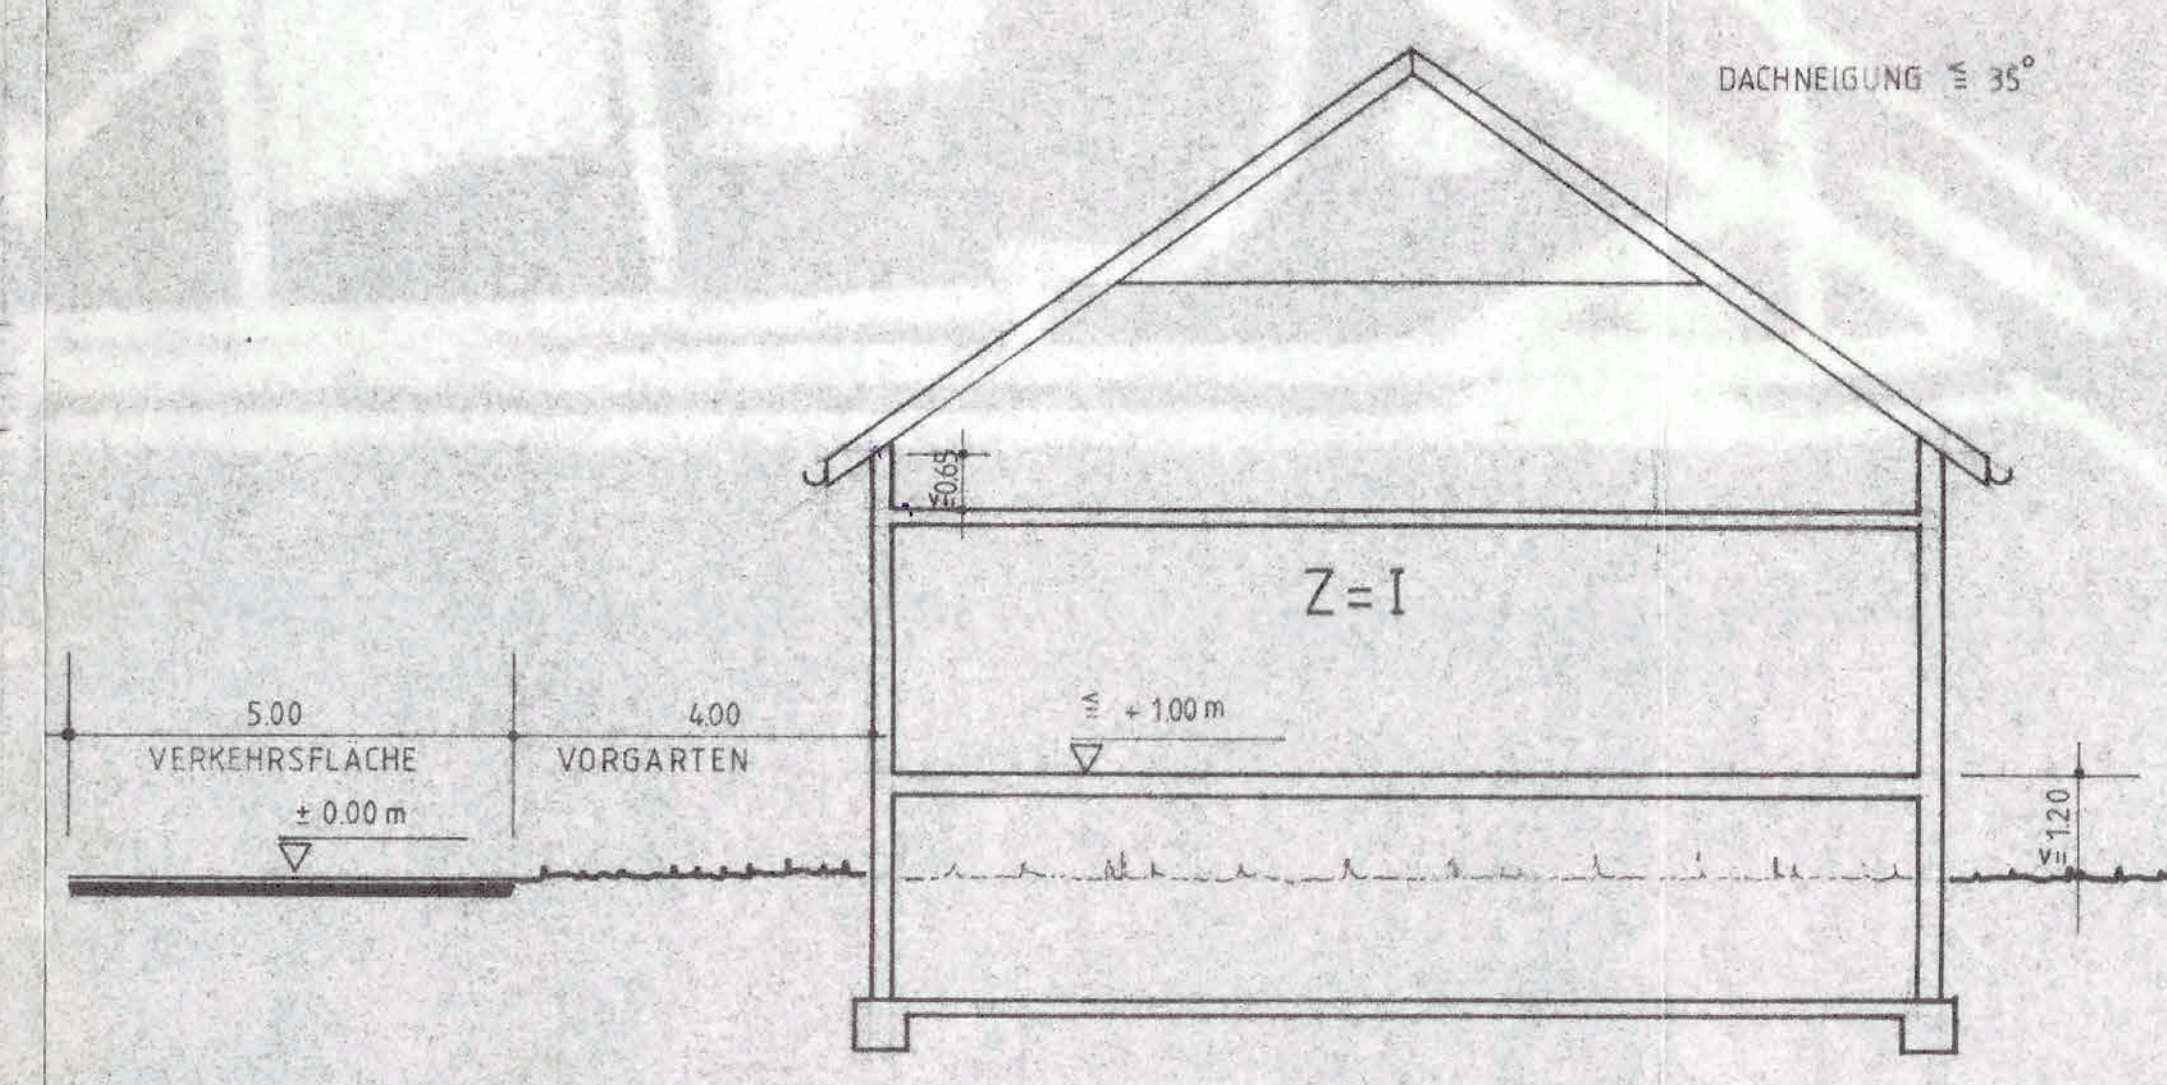 DACHNEIGUNG ≦ 35°
≦0.65
Z = I
5.00
4.00
≦ + 1.00 m
VERKEHRSFLÄCHE
VORGARTEN
± 0.00 m
≦1.20